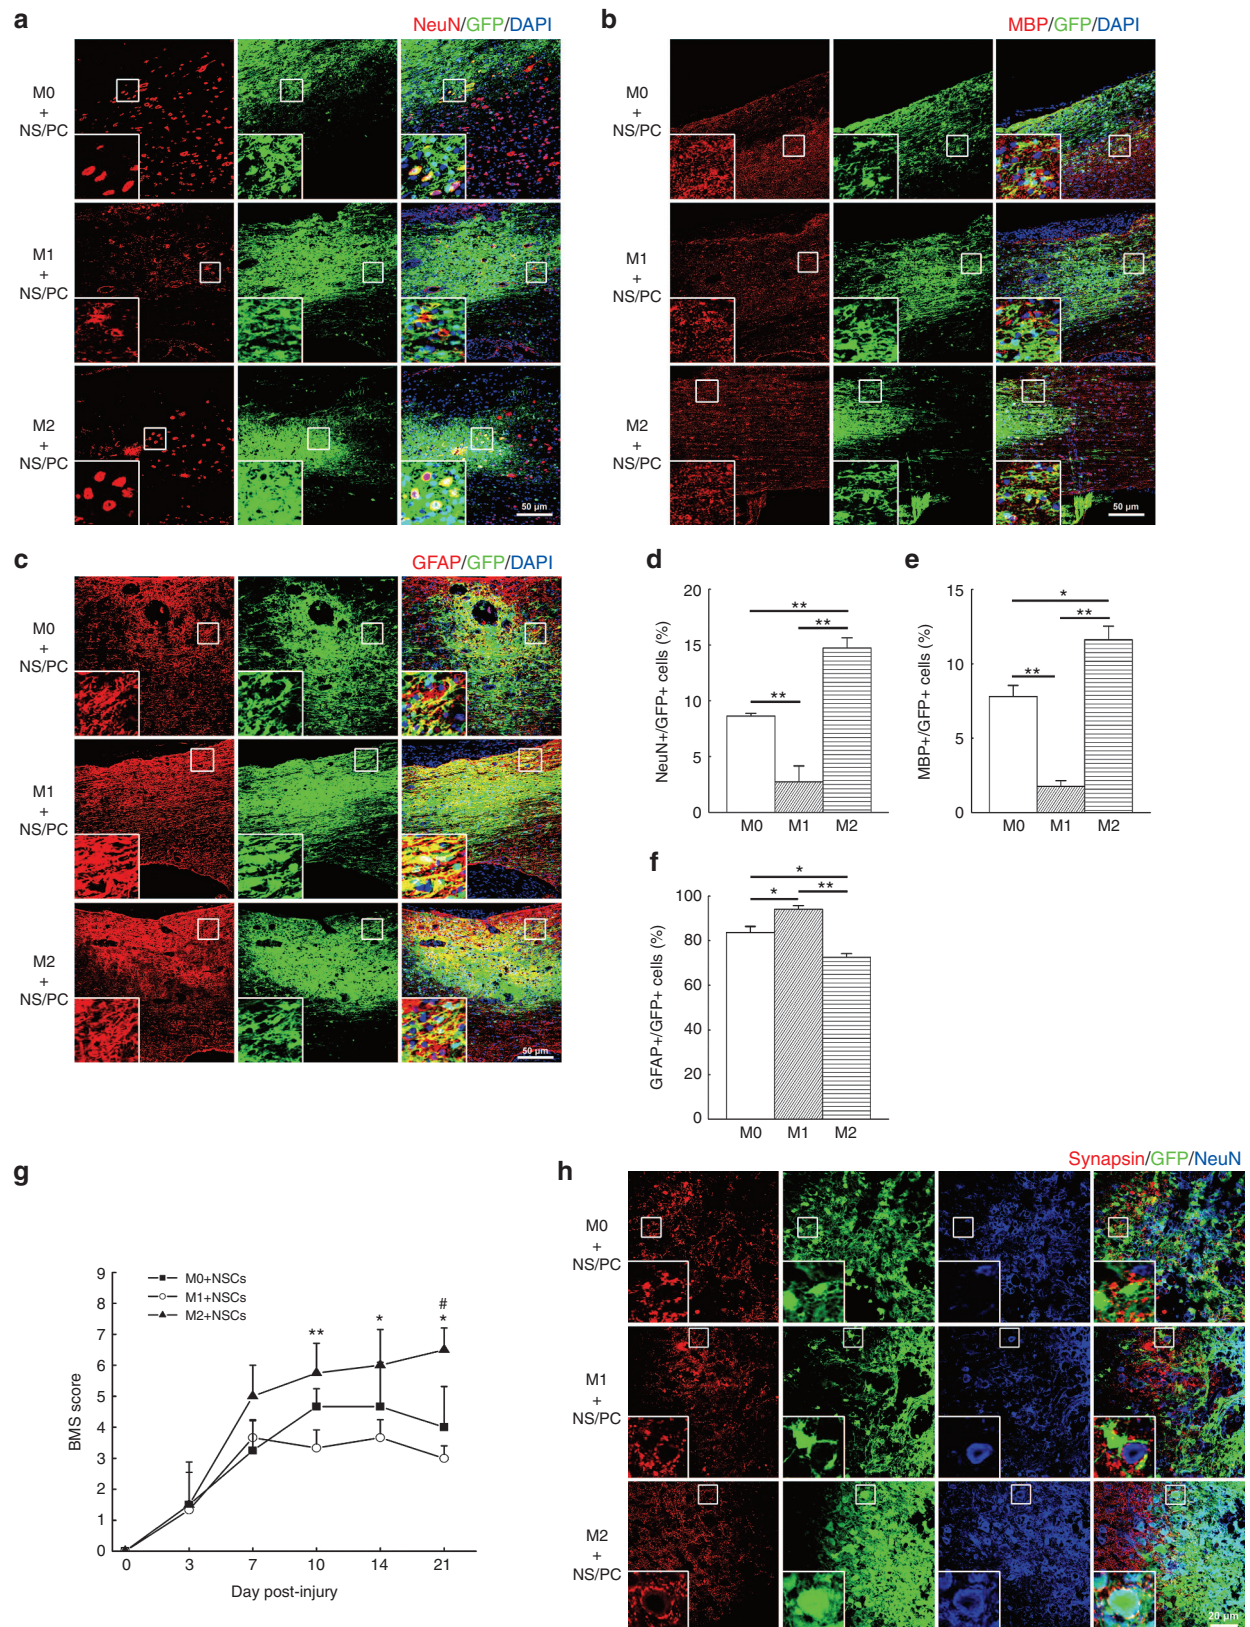 a
NeuN/GFP/DAPI
M0
+
NS/PC
M1
+
NS/PC
M2
+
NS/PC
50 µm
b
MBP/GFP/DAPI
M0
+
NS/PC
M1
+
NS/PC
M2
+
NS/PC
50 µm
c
GFAP/GFP/DAPI
M0
+
NS/PC
M1
+
NS/PC
M2
+
NS/PC
50 µm
d
NeuN+/GFP+ cells (%)
20
15
10
5
0
**
**
**
M0 M1 M2
e
MBP+/GFP+ cells (%)
15
10
5
0
*
**
**
M0 M1 M2
f
GFAP+/GFP+ cells (%)
100
80
60
40
20
0
*
* **
M0 M1 M2
g
BMS score
9
8
7
6
5
4
3
2
1
0
M0+NSCs
M1+NSCs
M2+NSCs
#
** * *
0 3 7 10 14 21
Day post-injury
h
Synapsin/GFP/NeuN
M0
+
NS/PC
M1
+
NS/PC
M2
+
NS/PC
20 µm